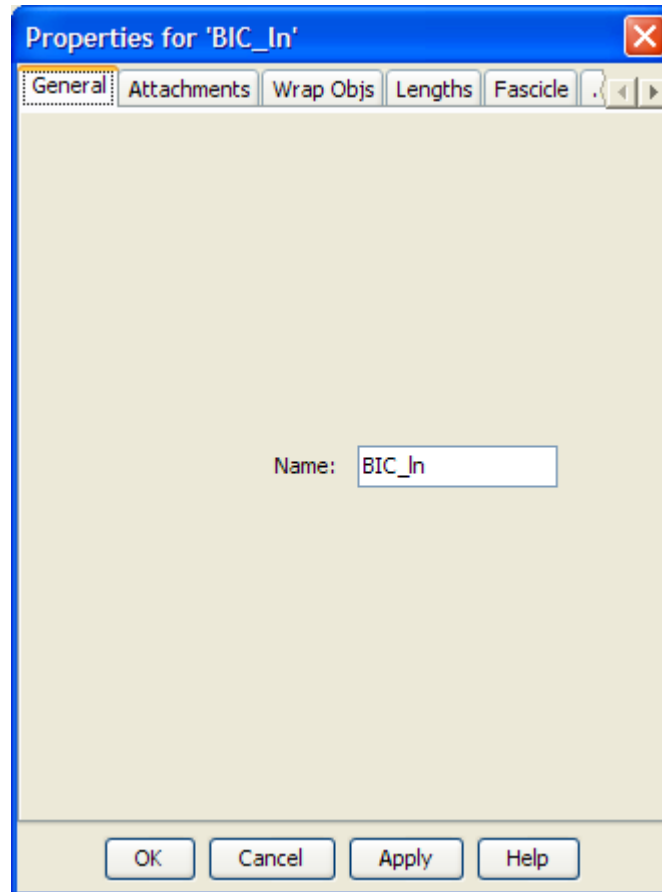 Properties for 'BIC_ln'
General Attachments Wrap Objs Lengths Fascicle
Name: BIC_ln
OK Cancel Apply Help